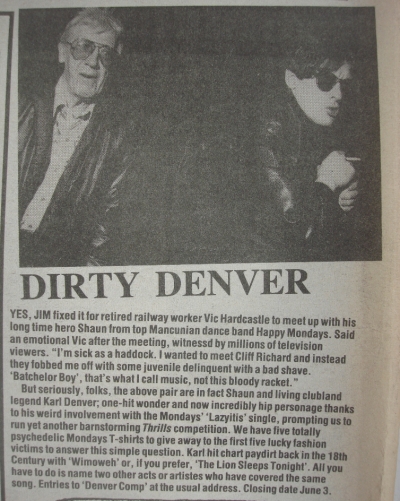 DIRTY DENVER
YES, JIM fixed it for retired railway worker Vic Hardcastle to meet up with his
long time hero Shaun from top Mancunian dance band Happy Mondays. Said
an emotional Vic after the meeting, witnessd by millions of television
viewers. “I’m sick as a haddock. I wanted to meet Cliff Richard and instead
they fobbed me off with some juvenile delinquent with a bad shave.
‘Batchelor Boy’, that’s what I call music, not this bloody racket.”
But seriously, folks, the above pair are in fact Shaun and living clubland
legend Karl Denver; one-hit wonder and now incredibly hip personage thanks
to his weird involvement with the Mondays’ ‘Lazyitis’ single, prompting us to
run yet another barnstorming Thrills competition. We have five totally
psychedelic Mondays T-shirts to give away to the first five lucky fashion
victims to answer this simple question. Karl hit chart paydirt back in the 18th
Century with ‘Wimoweh’ or, if you prefer, ‘The Lion Sleeps Tonight’. All you
have to do is name two other acts or artistes who have covered the same
song. Entries to ‘Denver Comp’ at the usual address. Closing date June 3.